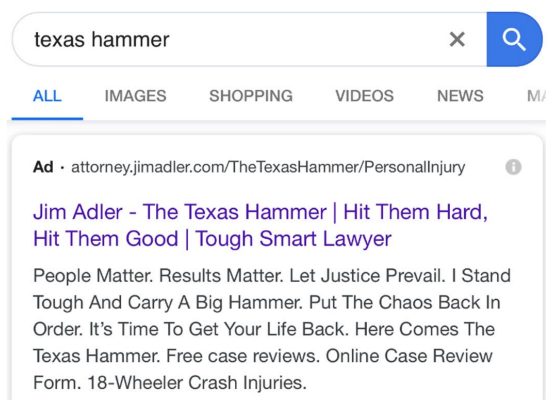 texas hammer
ALL IMAGES SHOPPING VIDEOS NEWS
Ad · attorney.jimadler.com/TheTexasHammer/PersonalInjury
Jim Adler - The Texas Hammer | Hit Them Hard,
Hit Them Good | Tough Smart Lawyer
People Matter. Results Matter. Let Justice Prevail. I Stand
Tough And Carry A Big Hammer. Put The Chaos Back In
Order. It's Time To Get Your Life Back. Here Comes The
Texas Hammer. Free case reviews. Online Case Review
Form. 18-Wheeler Crash Injuries.